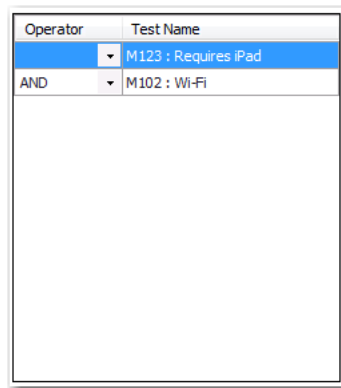 Operator Test Name
M123 : Requires iPad
AND M102 : Wi-Fi